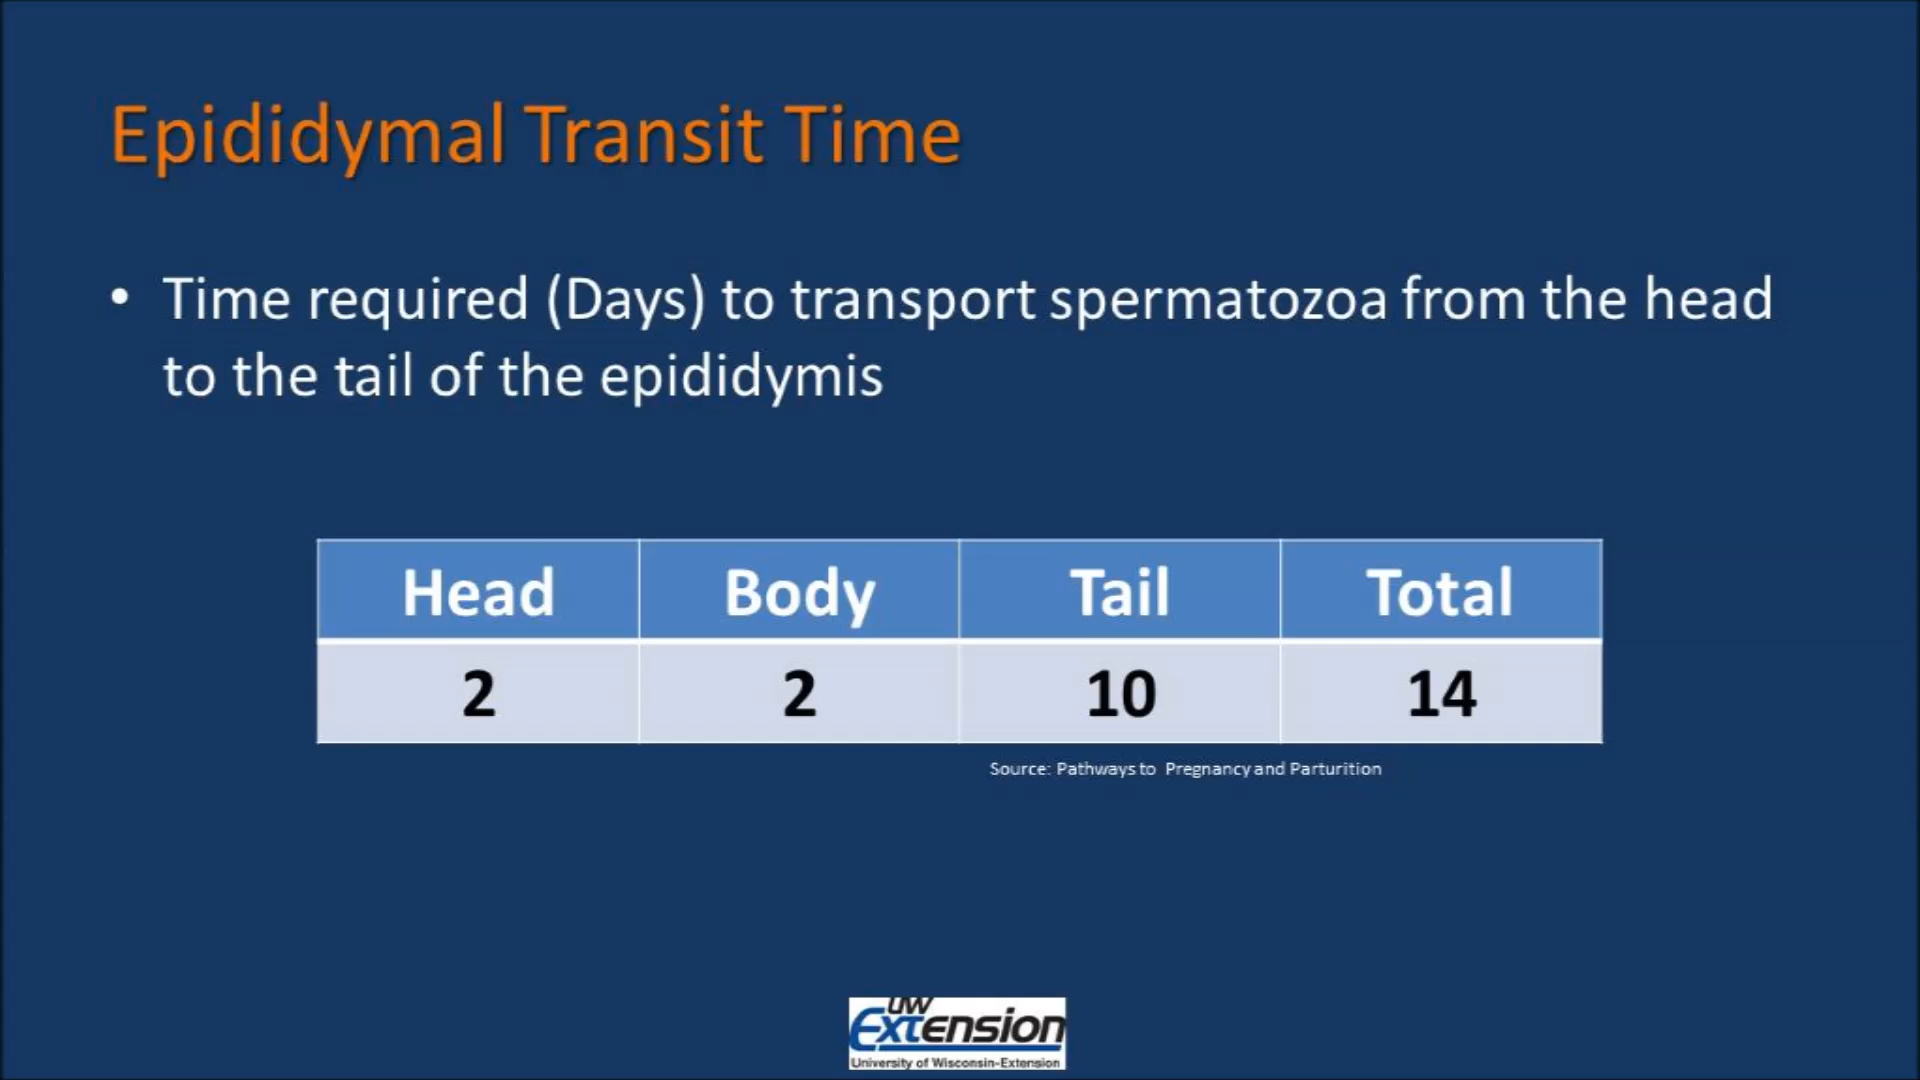 Epididymal Transit Time
• Time required (Days) to transport spermatozoa from the head
to the tail of the epididymis
Head Body Tail Total
2 2 10 14
Source: Pathways to Pregnancy and Parturition
UW
Extension
University of Wisconsin-Extension